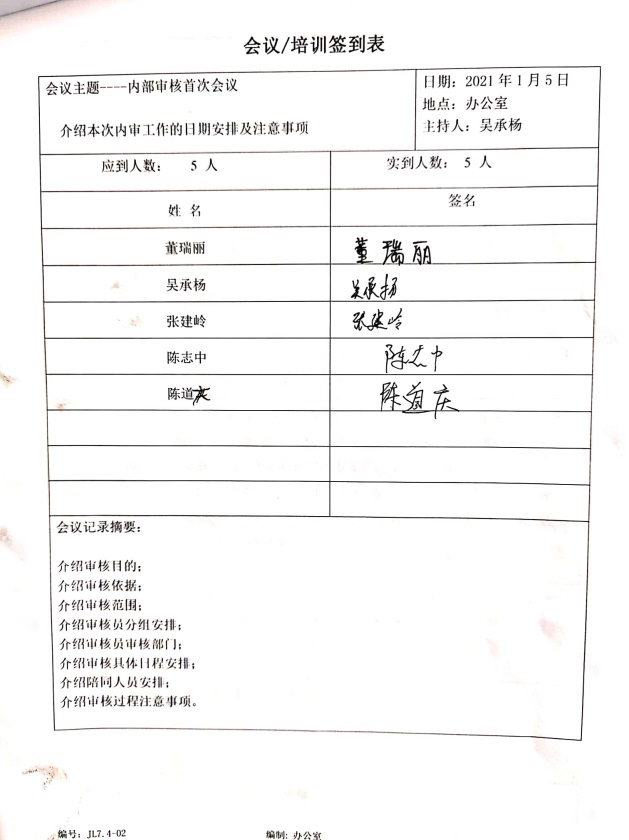 会议/培训签到表
会议主题----内部审核首次会议
介绍本次内审工作的日期安排及注意事项
日期：2021年1月5日
地点：办公室
主持人：吴承杨
应到人数： 5 人
实到人数： 5 人
姓 名
签名
董瑞丽
董瑞丽
吴承杨
吴承扬
张建岭
张建岭
陈志中
陈志中
陈道庆
陈道庆
会议记录摘要：
介绍审核目的；
介绍审核依据；
介绍审核范围；
介绍审核员分组安排；
介绍审核员审核部门；
介绍审核具体日程安排；
介绍陪同人员安排；
介绍审核过程注意事项。
编号：JL7.4-02
编制：办公室